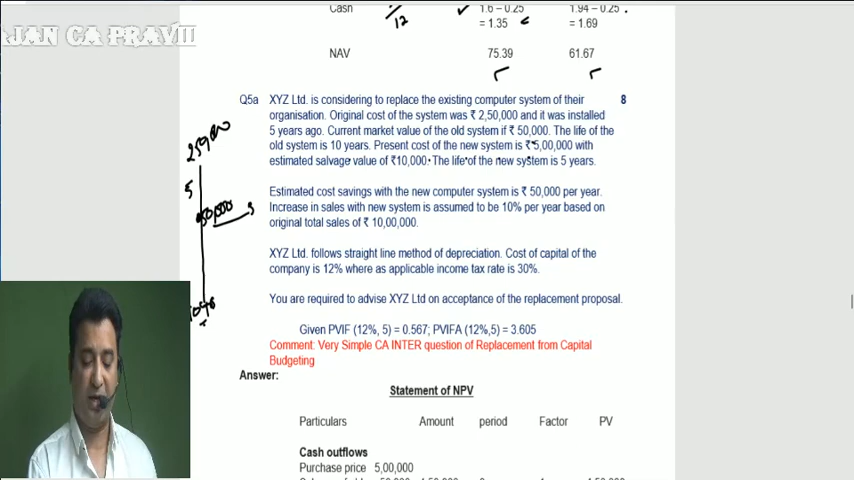 Cash 1.6 – 0.25 1.94 – 0.25
12 = 1.35 = 1.69
NAV 75.39 61.67
JAN CA PRAVII
Q5a XYZ Ltd. is considering to replace the existing computer system of their 8
organisation. Original cost of the system was ₹ 2,50,000 and it was installed
5 years ago. Current market value of the old system if ₹ 50,000. The life of the
old system is 10 years. Present cost of the new system is ₹ 5,00,000 with
estimated salvage value of ₹10,000. The life of the new system is 5 years.
5
50,000
Estimated cost savings with the new computer system is ₹ 50,000 per year.
Increase in sales with new system is assumed to be 10% per year based on
original total sales of ₹ 10,00,000.
XYZ Ltd. follows straight line method of depreciation. Cost of capital of the
company is 12% where as applicable income tax rate is 30%.
You are required to advise XYZ Ltd on acceptance of the replacement proposal.
Given PVIF (12%, 5) = 0.567; PVIFA (12%,5) = 3.605
Comment: Very Simple CA INTER question of Replacement from Capital
Budgeting
Answer:
Statement of NPV
Particulars Amount period Factor PV
Cash outflows
Purchase price 5,00,000